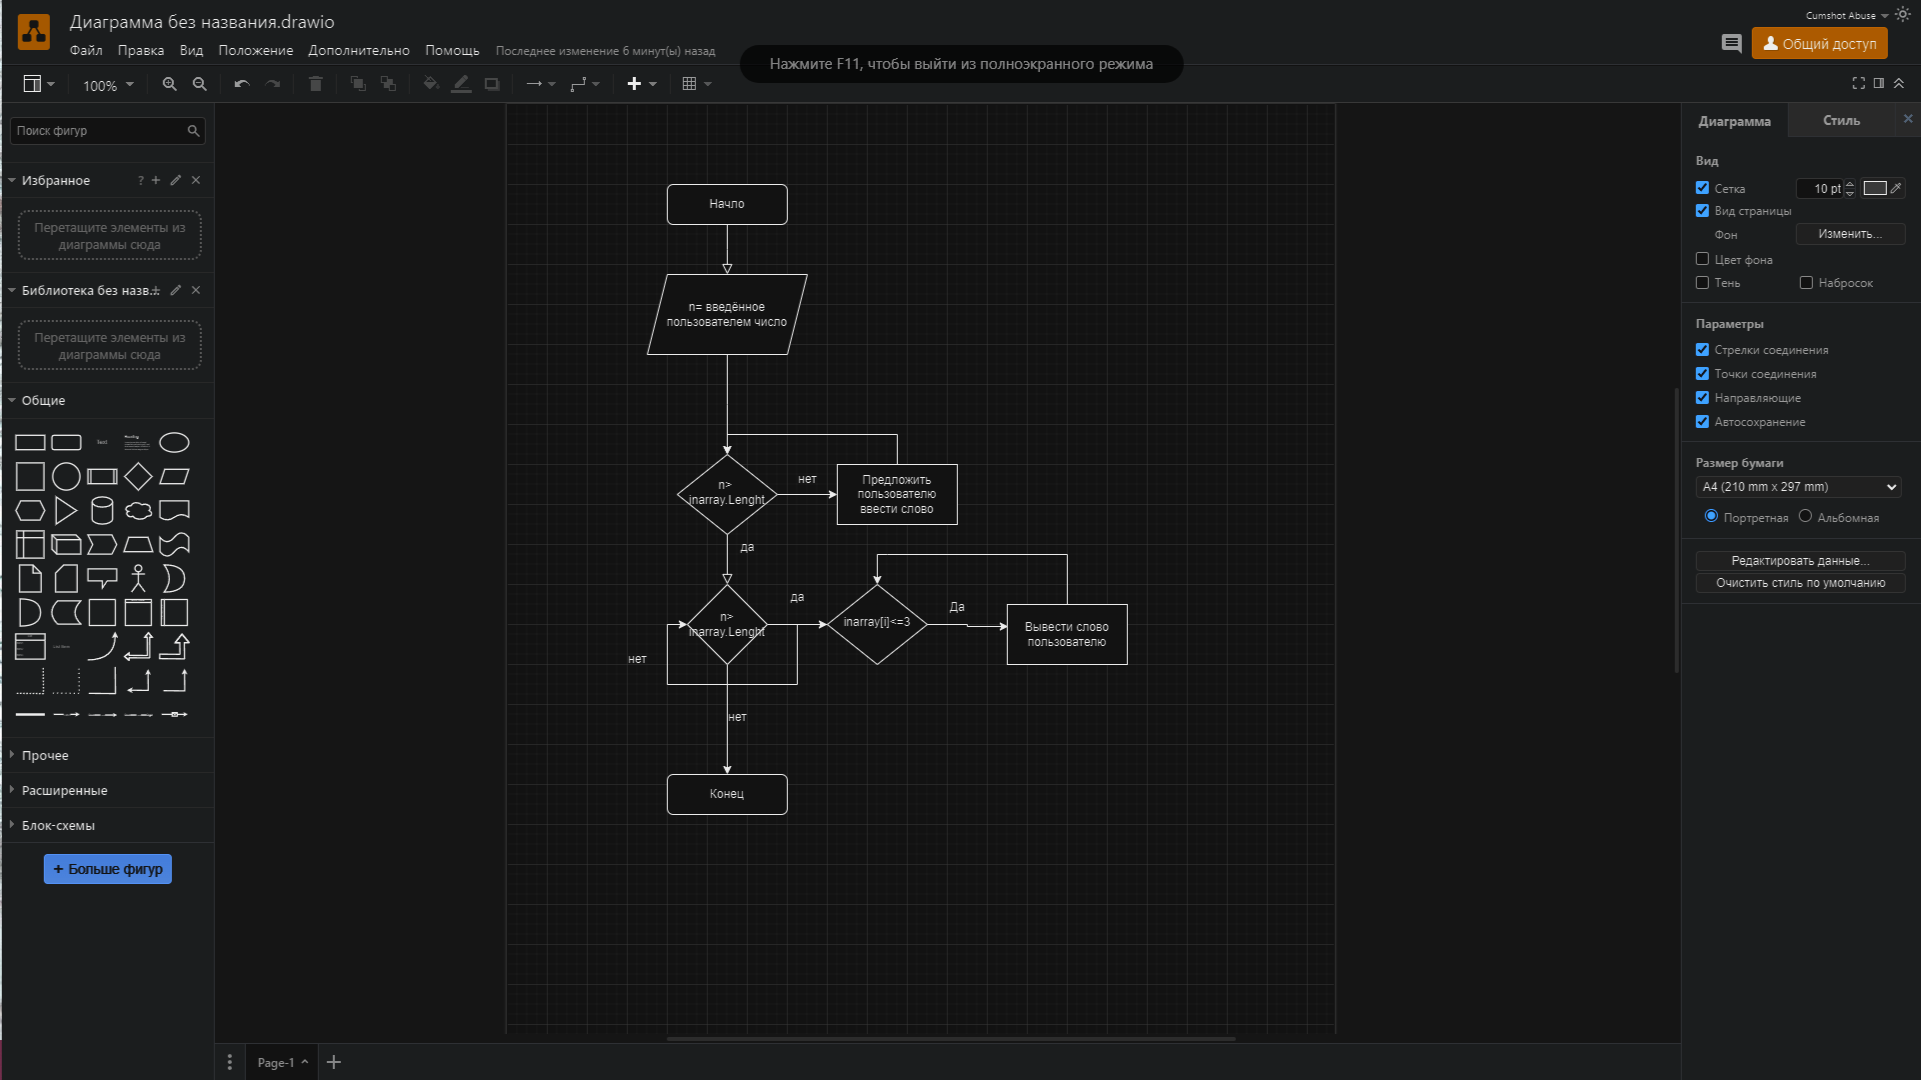 Диаграмма без названия.drawio
Cumshot Abuse
Файл Правка Вид Положение Дополнительно Помощь Последнее изменение 6 минут(ы) назад
Общий доступ
Нажмите F11, чтобы выйти из полноэкранного режима
100%
Поиск фигур
Избранное
?
Перетащите элементы из
диаграммы сюда
Библиотека без назв...
Перетащите элементы из
диаграммы сюда
Общие
Text
Heading
Прочее
Расширенные
Блок-схемы
+ Больше фигур
Начло
n= введённое
пользователем число
n>
inarray.Lenght
нет
Предложить
пользователю
ввести слово
да
n>
inarray.Lenght
да
inarray[i]<=3
Да
Вывести слово
пользователю
нет
нет
Конец
Page-1
Диаграмма
Стиль
Вид
Сетка
10 pt
Вид страницы
Фон
Изменить...
Цвет фона
Тень
Набросок
Параметры
Стрелки соединения
Точки соединения
Направляющие
Автосохранение
Размер бумаги
A4 (210 mm x 297 mm)
Портретная
Альбомная
Редактировать данные...
Очистить стиль по умолчанию